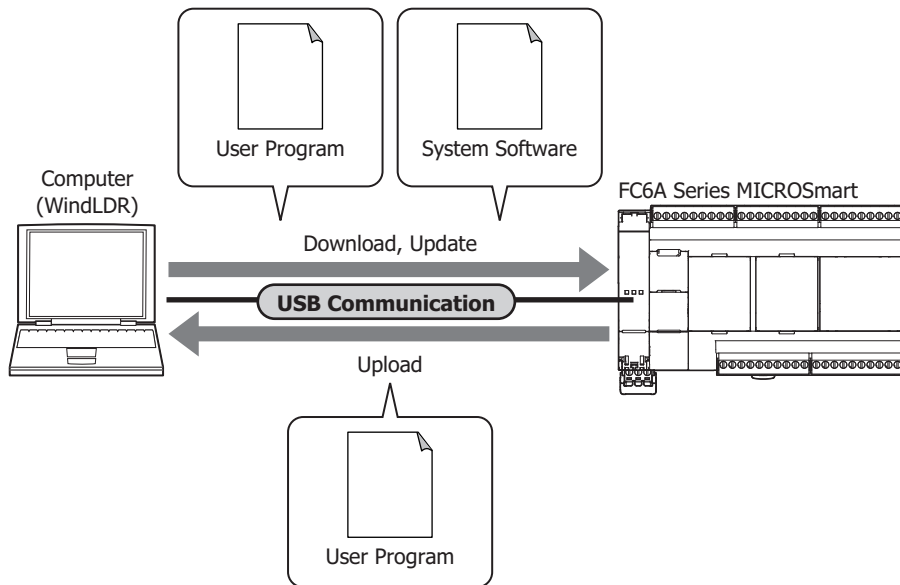 User Program
System Software
Computer
(WindLDR)
FC6A Series MICROSmart
Download, Update
USB Communication
Upload
User Program